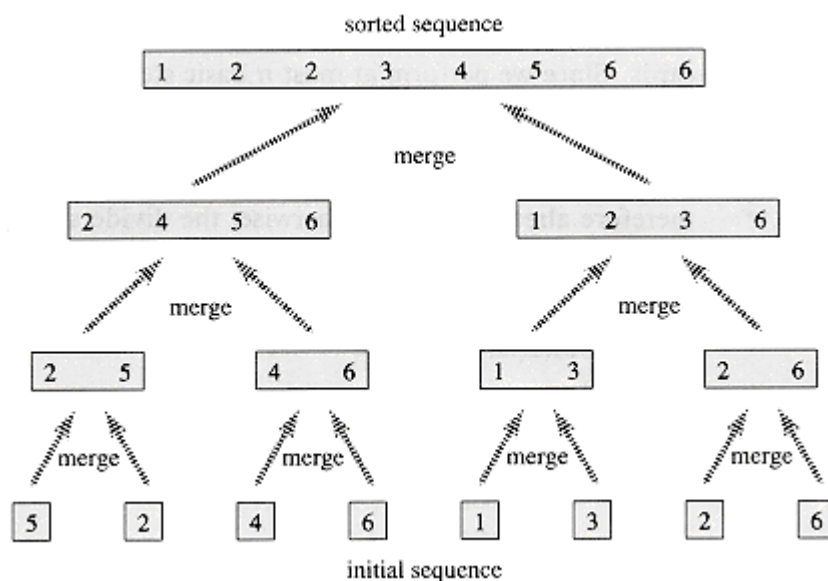 sorted sequence
1 2 2 3 4 5 6 6
merge
2 4 5 6 1 2 3 6
merge merge
2 5 4 6 1 3 2 6
merge merge merge merge
5 2 4 6 1 3 2 6
initial sequence